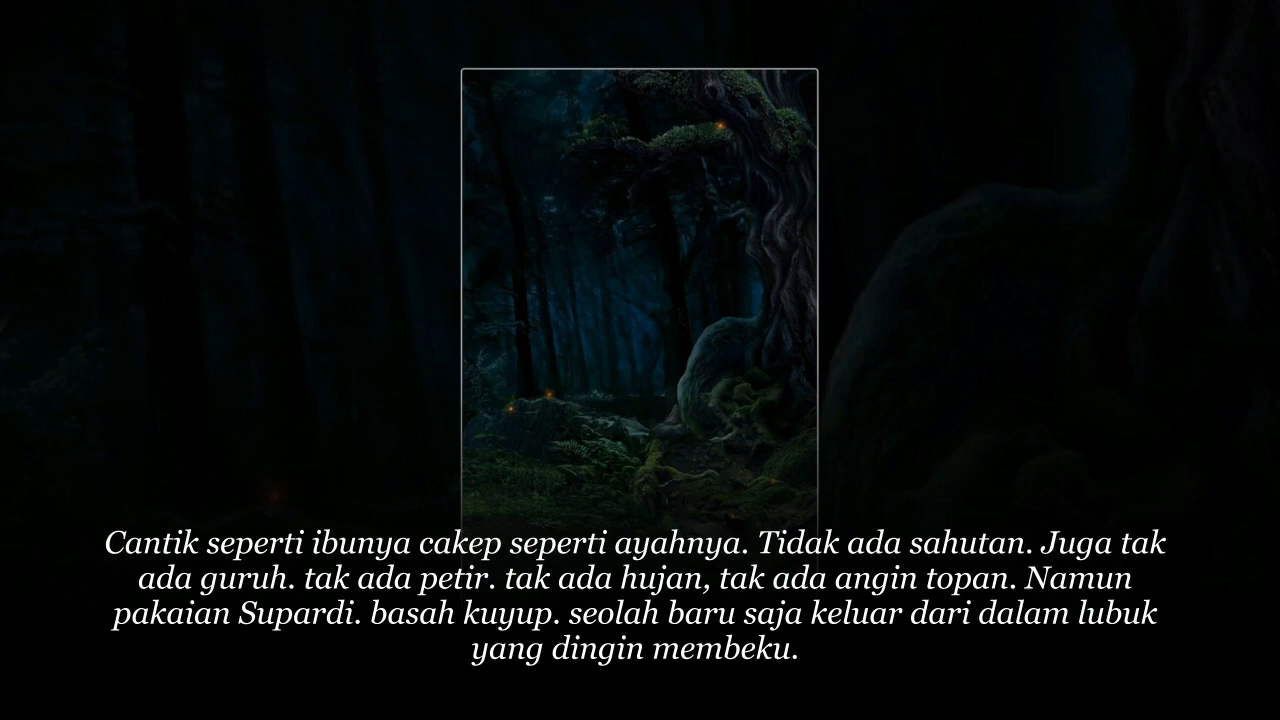 Cantik seperti ibunya cakep seperti ayahnya. Tidak ada sahutan. Juga tak
ada guruh. tak ada petir. tak ada hujan, tak ada angin topan. Namun
pakaian Supardi. basah kuyup. seolah baru saja keluar dari dalam lubuk
yang dingin membeku.